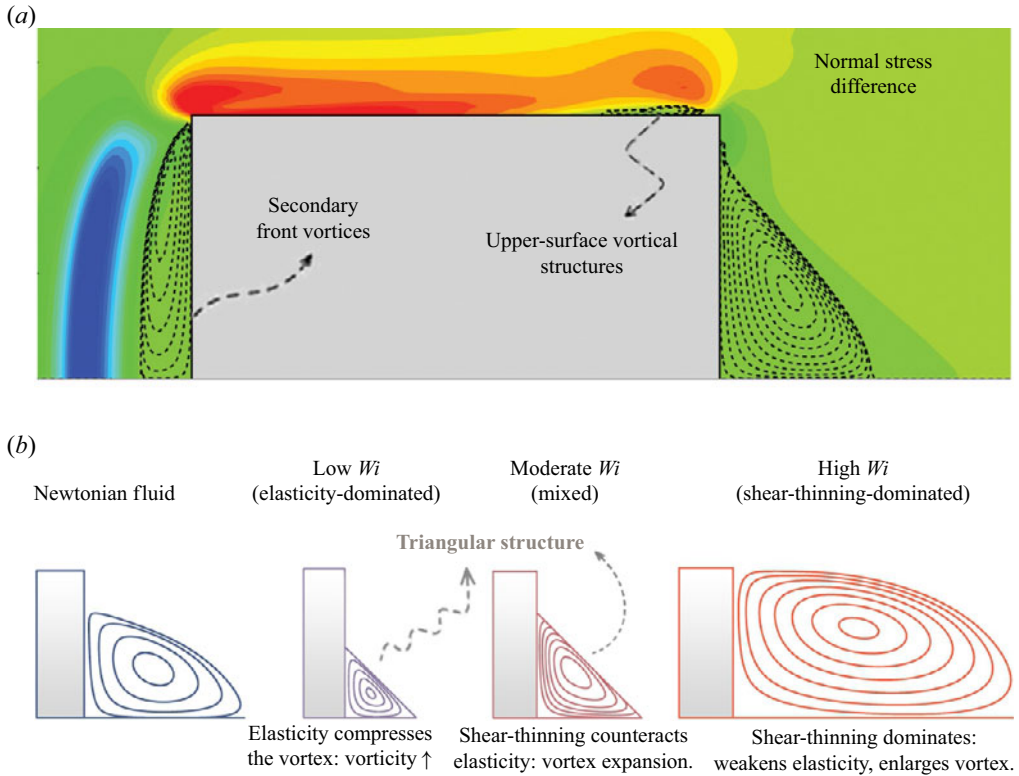 (a)
Normal stress
difference
Secondary
front vortices
Upper-surface vortical
structures
(b)
Newtonian fluid
Low Wi
(elasticity-dominated)
Moderate Wi
(mixed)
High Wi
(shear-thinning-dominated)
Triangular structure
Elasticity compresses
the vortex: vorticity ↑
Shear-thinning counteracts
elasticity: vortex expansion.
Shear-thinning dominates:
weakens elasticity, enlarges vortex.